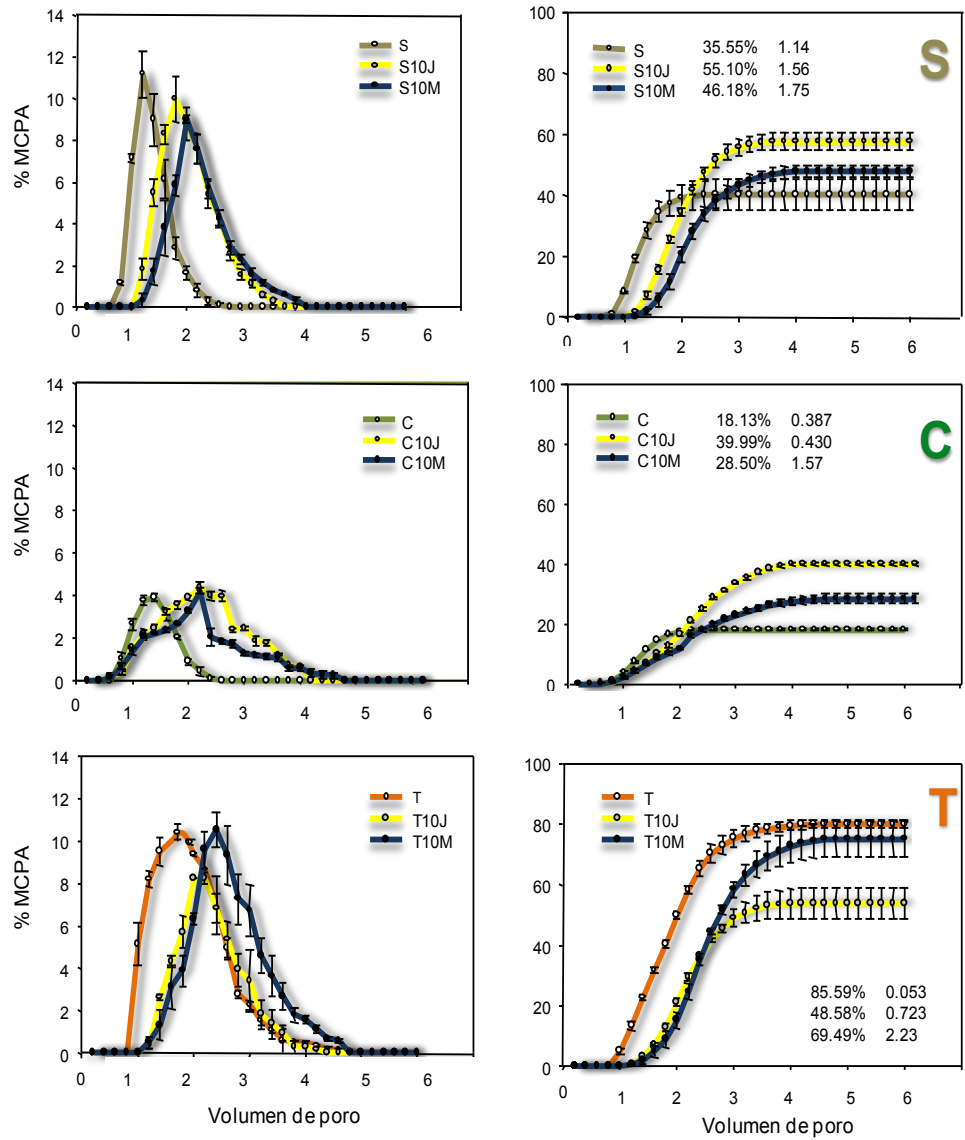 14
12
10
8
6
4
2
0
% MCPA
S
S10J
S10M
0 1 2 3 4 5 6
100
80
60
40
20
0
S 35.55% 1.14
S10J 55.10% 1.56
S10M 46.18% 1.75
S
0 1 2 3 4 5 6
14
12
10
8
6
4
2
0
% MCPA
C
C10J
C10M
1 2 3 4 5 6
100
80
60
40
20
0
C 18.13% 0.387
C10J 39.99% 0.430
C10M 28.50% 1.57
C
1 2 3 4 5 6
14
12
10
8
6
4
2
0
% MCPA
T
T10J
T10M
0 1 2 3 4 5 6
Volumen de poro
100
80
60
40
20
0
T
T10J
T10M
T
85.59% 0.053
48.58% 0.723
69.49% 2.23
0 1 2 3 4 5 6
Volumen de poro